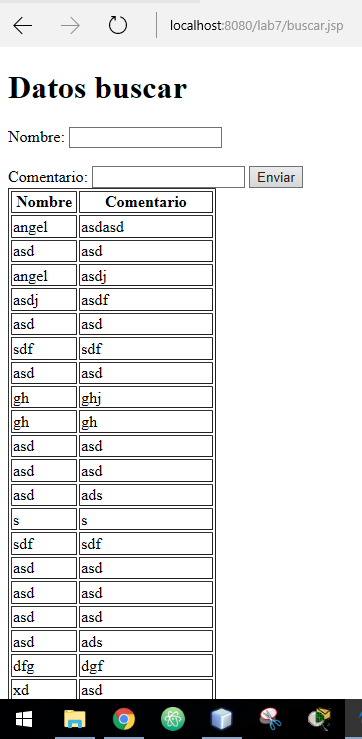 localhost:8080/lab7/buscar.jsp
Datos buscar
Nombre:
Comentario: Enviar
Nombre Comentario
angel asdasd
asd asd
angel asdj
asdj asdf
asd asd
sdf sdf
asd asd
gh ghj
gh gh
asd asd
asd asd
asd ads
s s
sdf sdf
asd asd
asd asd
asd asd
asd ads
dfg dgf
xd asd